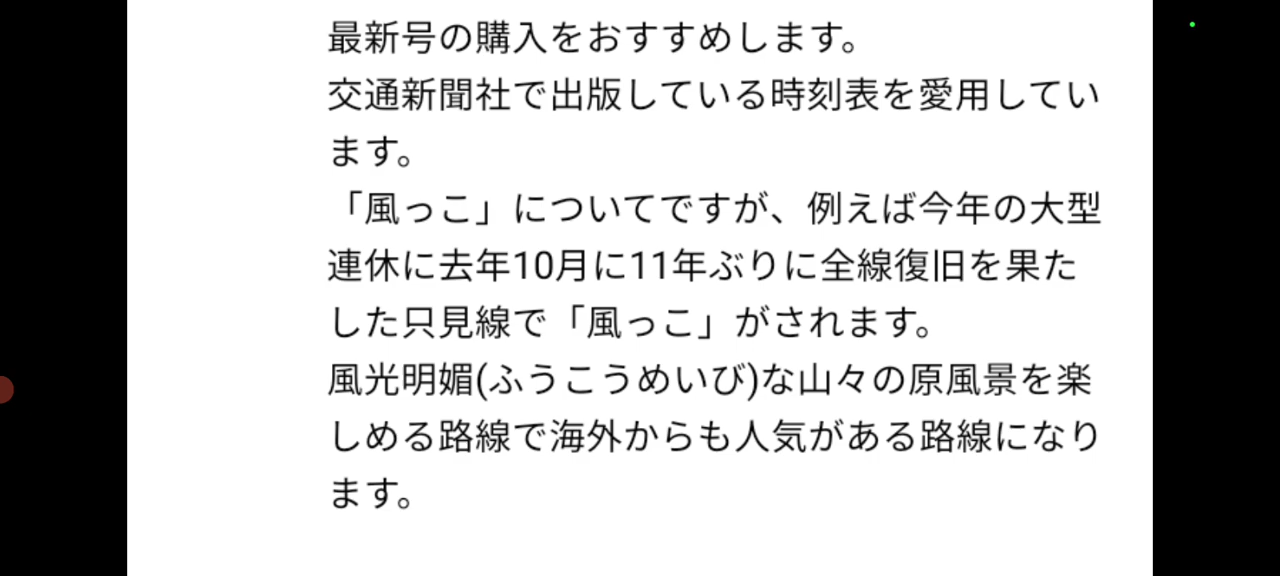 最新号の購入をおすすめします。
交通新聞社で出版している時刻表を愛用してい
ます。
「風っこ」についてですが、例えば今年の大型
連休に去年10月に11年ぶりに全線復旧を果た
した只見線で「風っこ」がされます。
風光明媚(ふうこうめいび)な山々の原風景を楽
しめる路線で海外からも人気がある路線になり
ます。